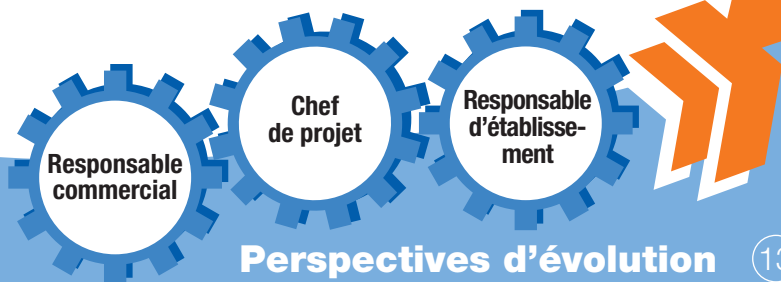 Responsable
commercial
Chef
de projet
Responsable
d'établisse-
ment
Perspectives d'évolution
13